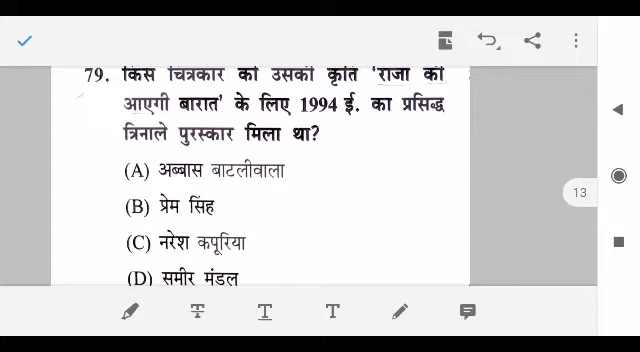 79. किस चित्रकार को उसकी कृति 'राजा की
आएगी बारात' के लिए 1994 ई. का प्रसिद्ध
त्रिनाले पुरस्कार मिला था?
(A) अब्बास बाटलीवाला
(B) प्रेम सिंह
(C) नरेश कपूरिया
(D) समीर मंडल
13